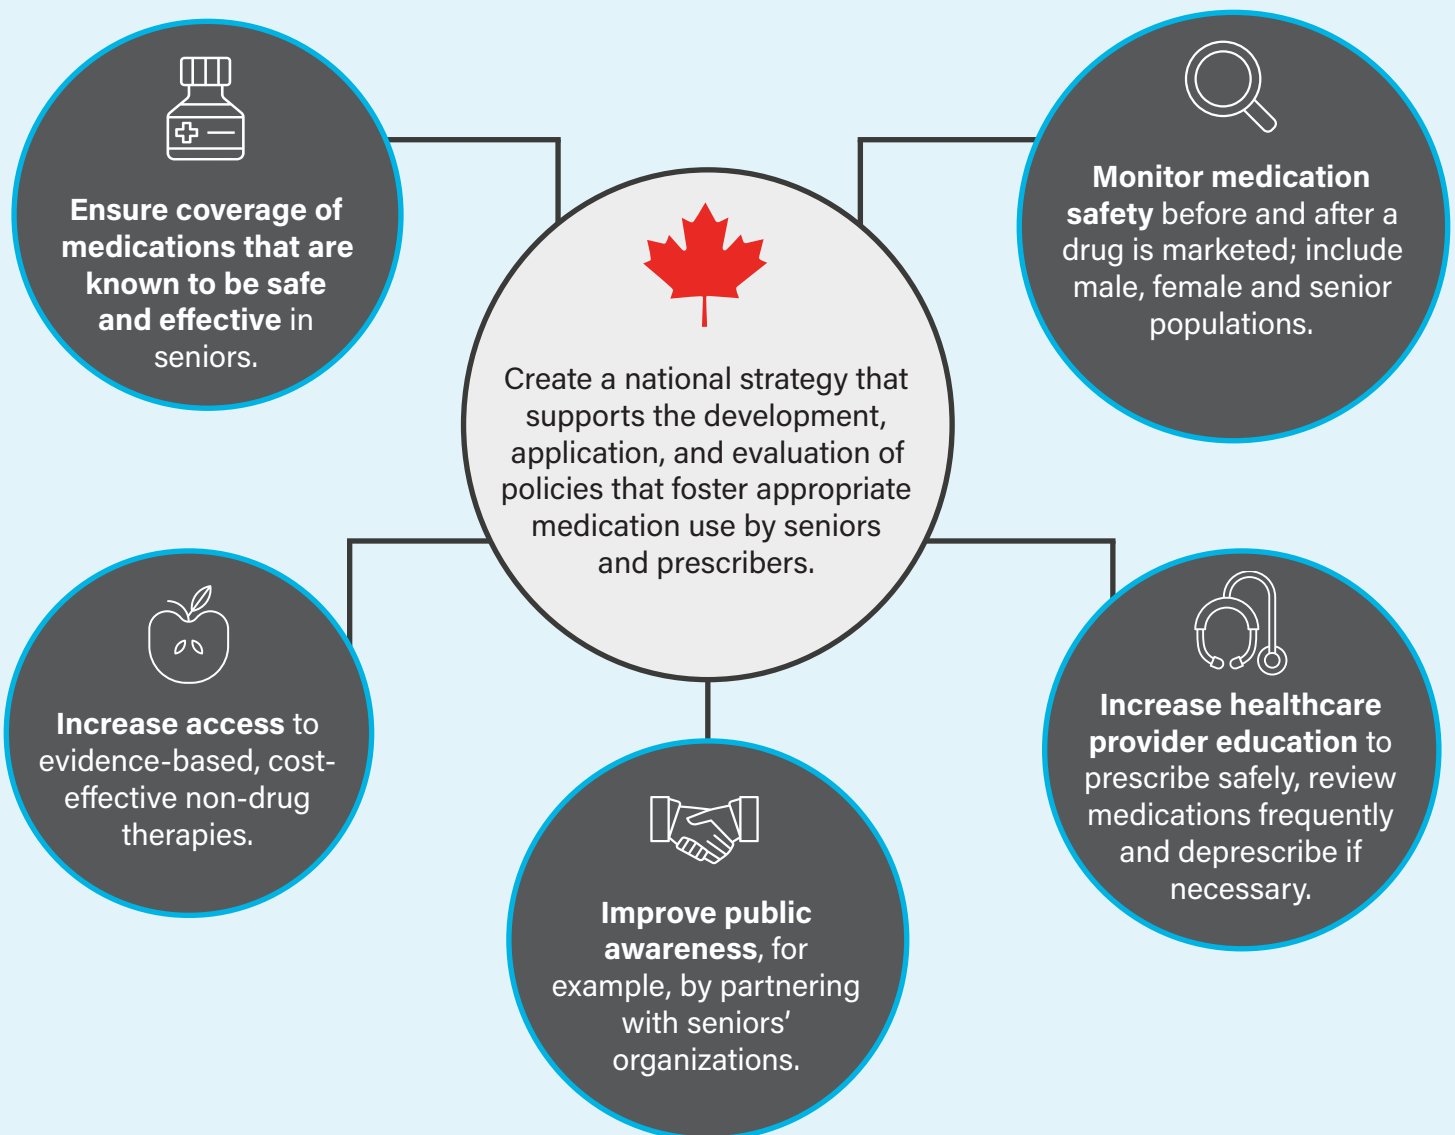 Ensure coverage of
medications that are
known to be safe
and effective in
seniors.
Monitor medication
safety before and after a
drug is marketed; include
male, female and senior
populations.
Create a national strategy that
supports the development,
application, and evaluation of
policies that foster appropriate
medication use by seniors
and prescribers.
Increase access to
evidence-based, cost-
effective non-drug
therapies.
Increase healthcare
provider education to
prescribe safely, review
medications frequently
and deprescribe if
necessary.
Improve public
awareness, for
example, by partnering
with seniors’
organizations.